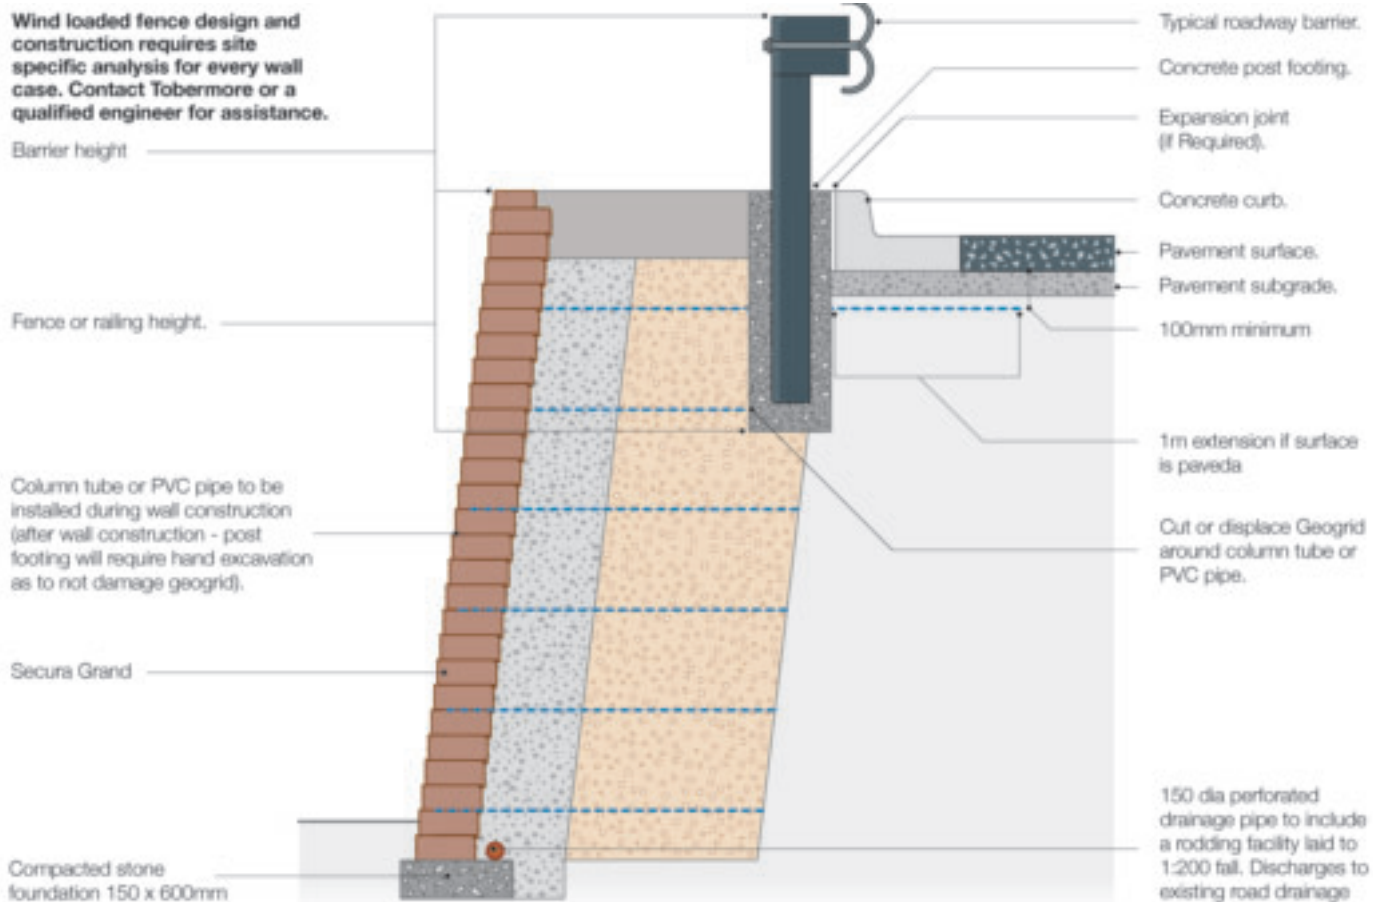 Wind loaded fence design and
construction requires site
specific analysis for every wall
case. Contact Tobermore or a
qualified engineer for assistance.
Barrier height
Fence or railing height.
Column tube or PVC pipe to be
installed during wall construction
(after wall construction - post
footing will require hand excavation
as to not damage geogrid).
Secura Grand
Compacted stone
foundation 150 x 600mm
Typical roadway barrier.
Concrete post footing.
Expansion joint
(if Required).
Concrete curb.
Pavement surface.
Pavement subgrade.
100mm minimum
1m extension if surface
is paveda
Cut or displace Geogrid
around column tube or
PVC pipe.
150 dia perforated
drainage pipe to include
a rodding facility laid to
1:200 fall. Discharges to
existing road drainage